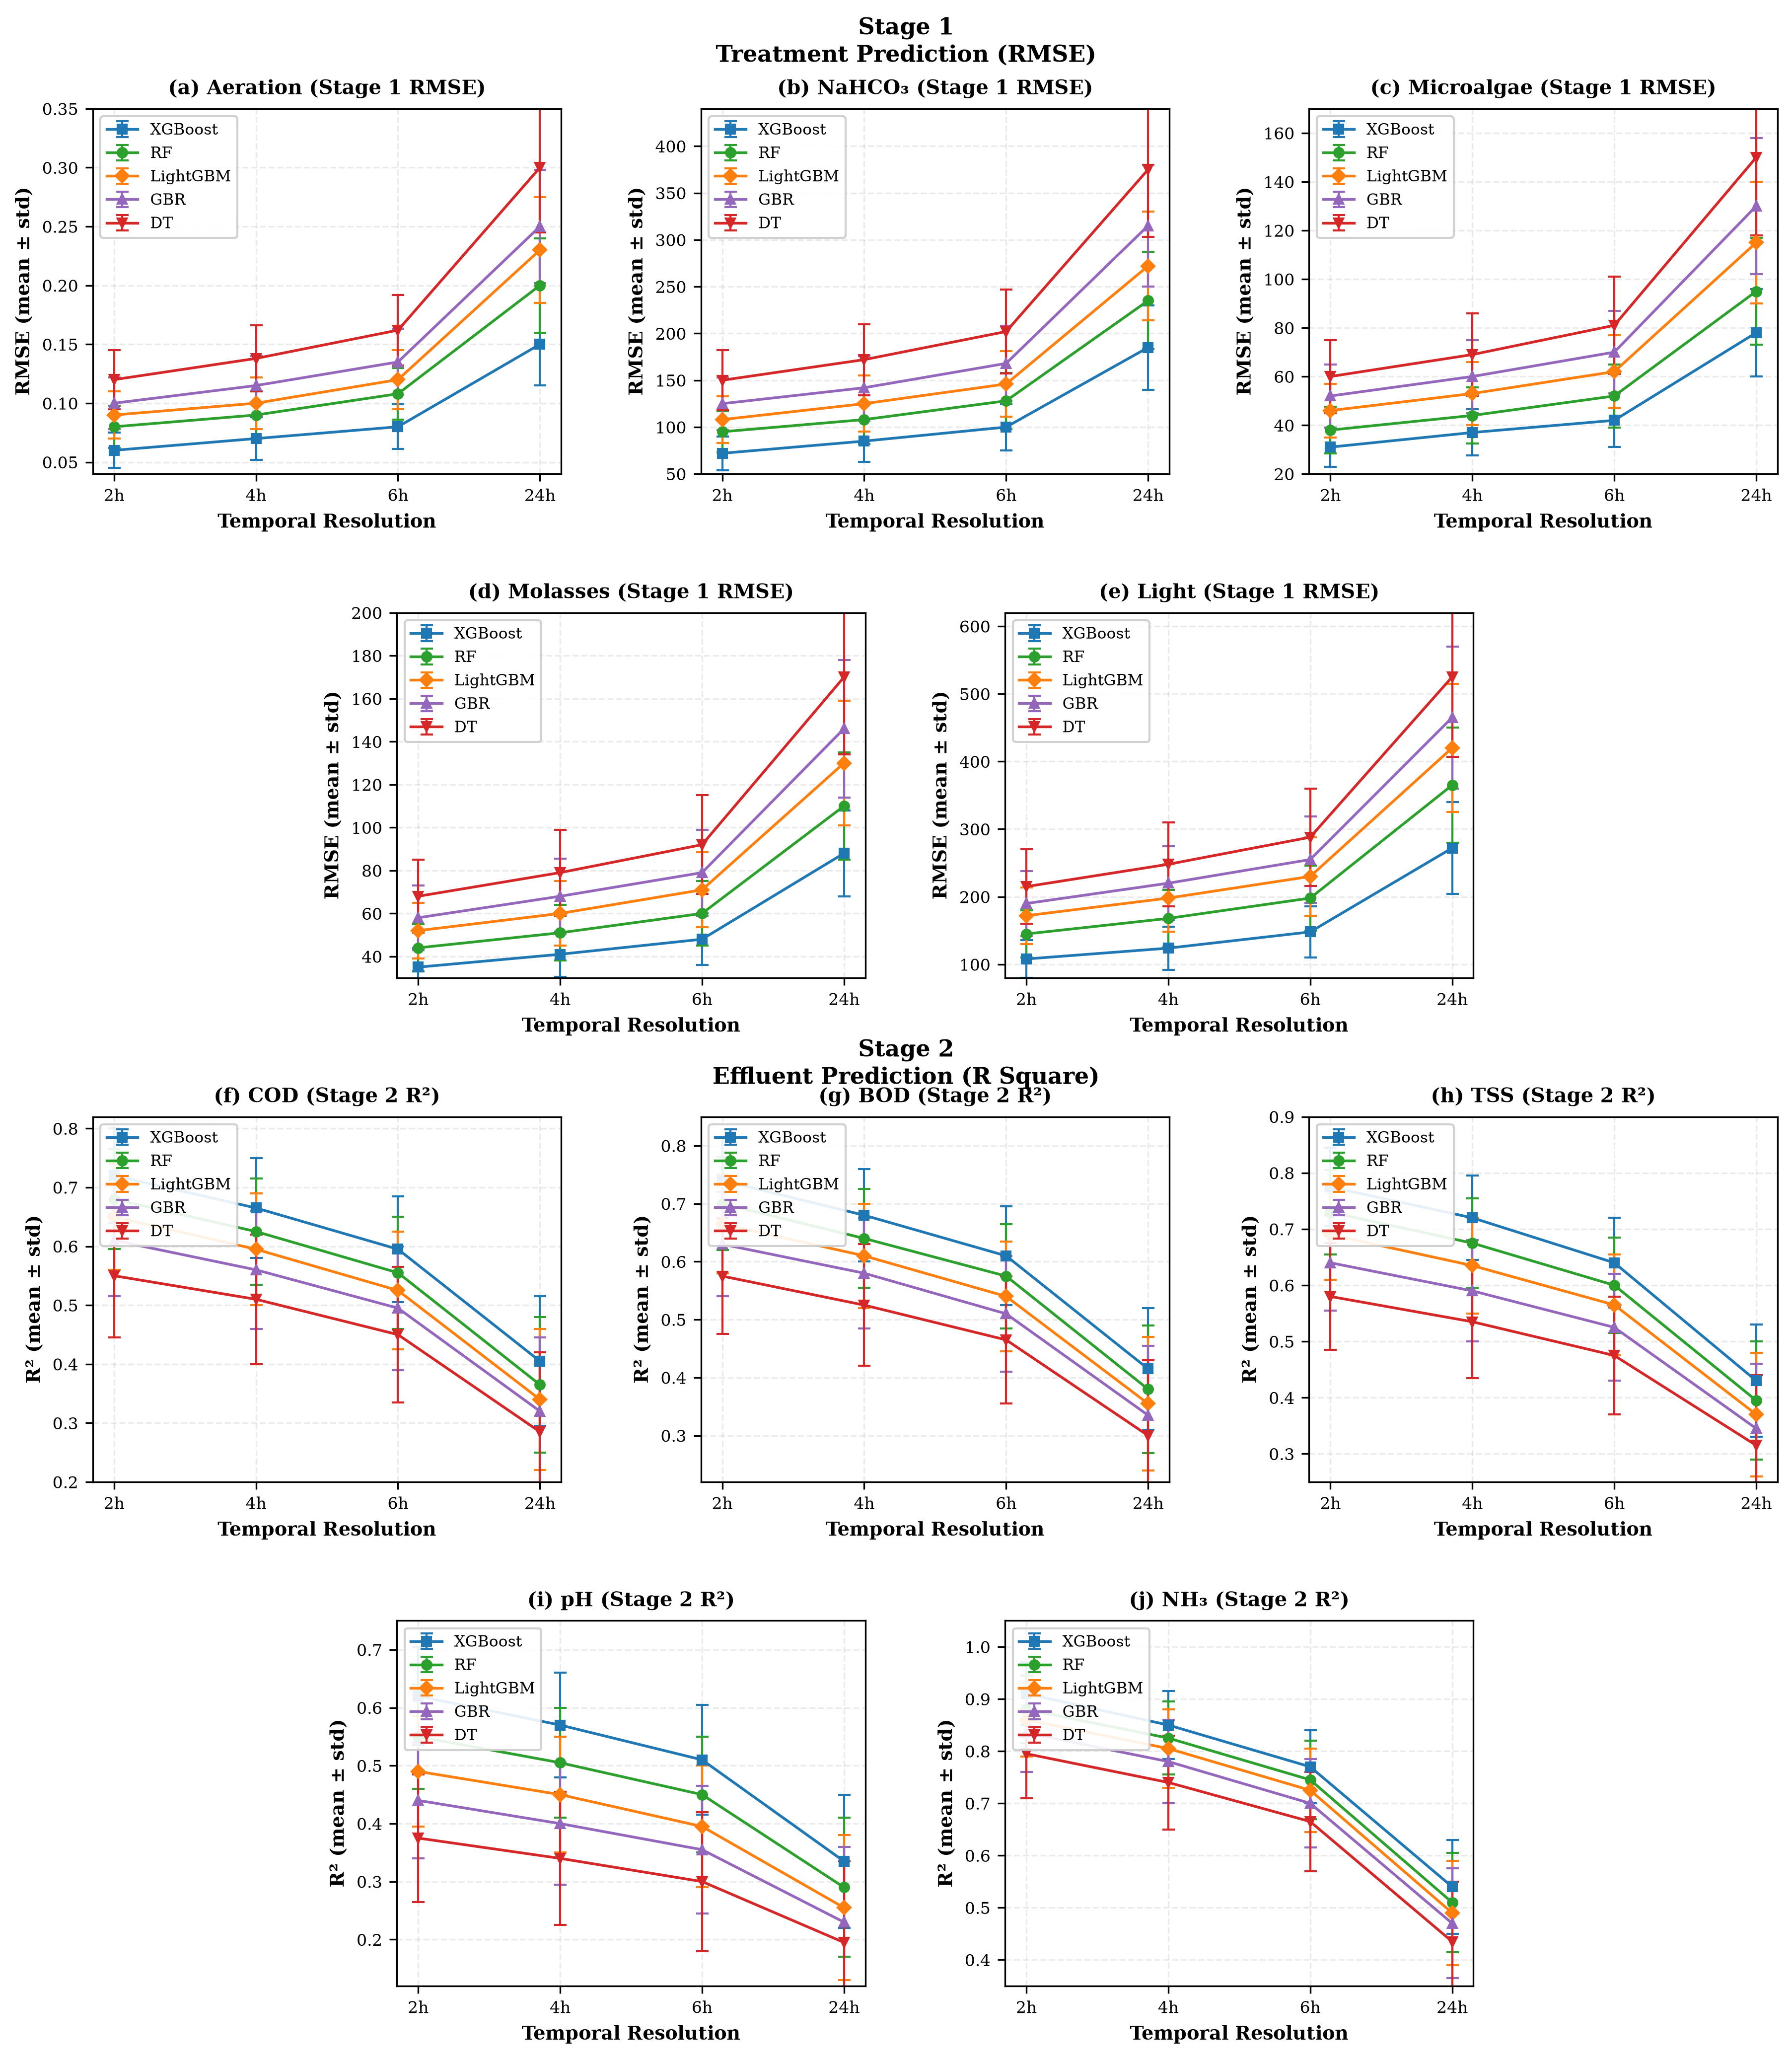 Stage 1
Treatment Prediction (RMSE)
(a) Aeration (Stage 1 RMSE)
0.35
0.30
0.25
0.20
0.15
0.10
0.05
RMSE (mean ± std)
XGBoost
RF
LightGBM
GBR
DT
2h 4h 6h 24h
Temporal Resolution
(b) NaHCO₃ (Stage 1 RMSE)
400
350
300
250
200
150
100
50
RMSE (mean ± std)
XGBoost
RF
LightGBM
GBR
DT
2h 4h 6h 24h
Temporal Resolution
(c) Microalgae (Stage 1 RMSE)
160
140
120
100
80
60
40
20
RMSE (mean ± std)
XGBoost
RF
LightGBM
GBR
DT
2h 4h 6h 24h
Temporal Resolution
(d) Molasses (Stage 1 RMSE)
200
180
160
140
120
100
80
60
40
RMSE (mean ± std)
XGBoost
RF
LightGBM
GBR
DT
2h 4h 6h 24h
Temporal Resolution
(e) Light (Stage 1 RMSE)
600
500
400
300
200
100
RMSE (mean ± std)
XGBoost
RF
LightGBM
GBR
DT
2h 4h 6h 24h
Temporal Resolution
Stage 2
Effluent Prediction (R Square)
(f) COD (Stage 2 R²)
0.8
0.7
0.6
0.5
0.4
0.3
0.2
R² (mean ± std)
XGBoost
RF
LightGBM
GBR
DT
2h 4h 6h 24h
Temporal Resolution
(g) BOD (Stage 2 R²)
0.8
0.7
0.6
0.5
0.4
0.3
R² (mean ± std)
XGBoost
RF
LightGBM
GBR
DT
2h 4h 6h 24h
Temporal Resolution
(h) TSS (Stage 2 R²)
0.9
0.8
0.7
0.6
0.5
0.4
0.3
R² (mean ± std)
XGBoost
RF
LightGBM
GBR
DT
2h 4h 6h 24h
Temporal Resolution
(i) pH (Stage 2 R²)
0.7
0.6
0.5
0.4
0.3
0.2
R² (mean ± std)
XGBoost
RF
LightGBM
GBR
DT
2h 4h 6h 24h
Temporal Resolution
(j) NH₃ (Stage 2 R²)
1.0
0.9
0.8
0.7
0.6
0.5
0.4
R² (mean ± std)
XGBoost
RF
LightGBM
GBR
DT
2h 4h 6h 24h
Temporal Resolution